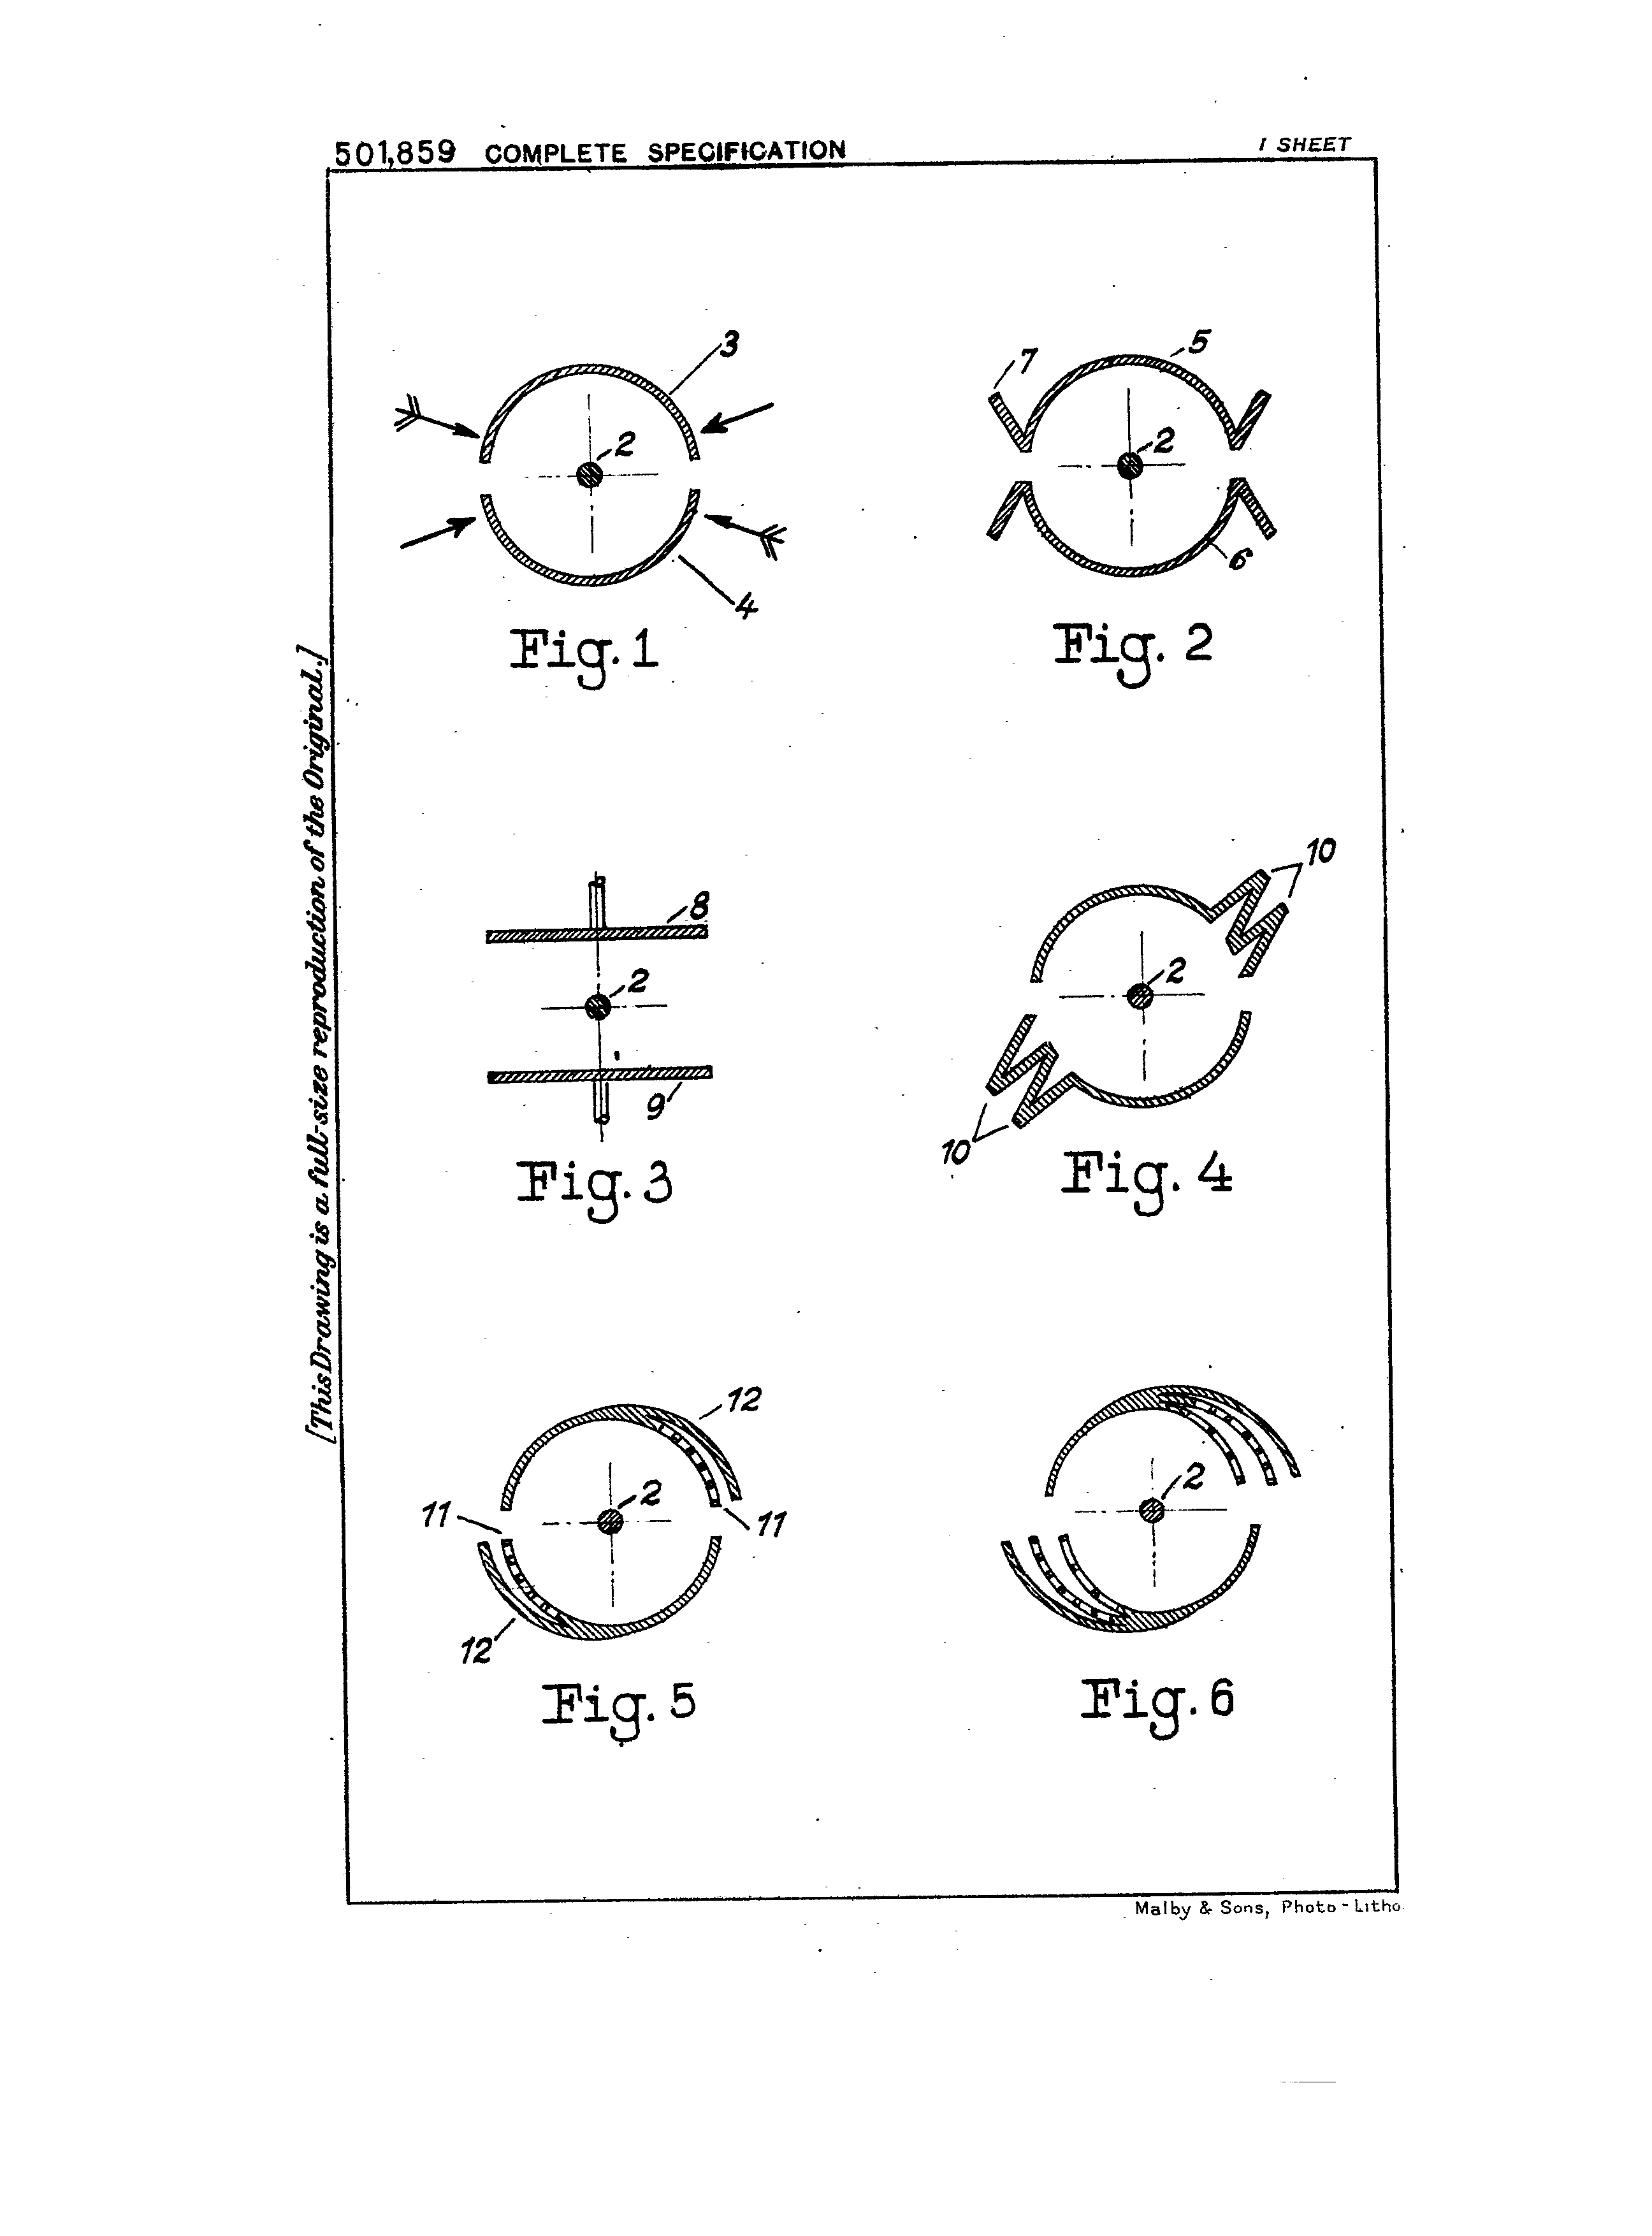 501,859 COMPLETE SPECIFICATION
1 SHEET
[This Drawing is a full-size reproduction of the Original.]
3
2
4
Fig. 1
7
5
2
6
Fig. 2
8
2
9
Fig. 3
10
2
10
Fig. 4
12
2
11
11
12
Fig. 5
2
Fig. 6
Malby & Sons, Photo-Litho